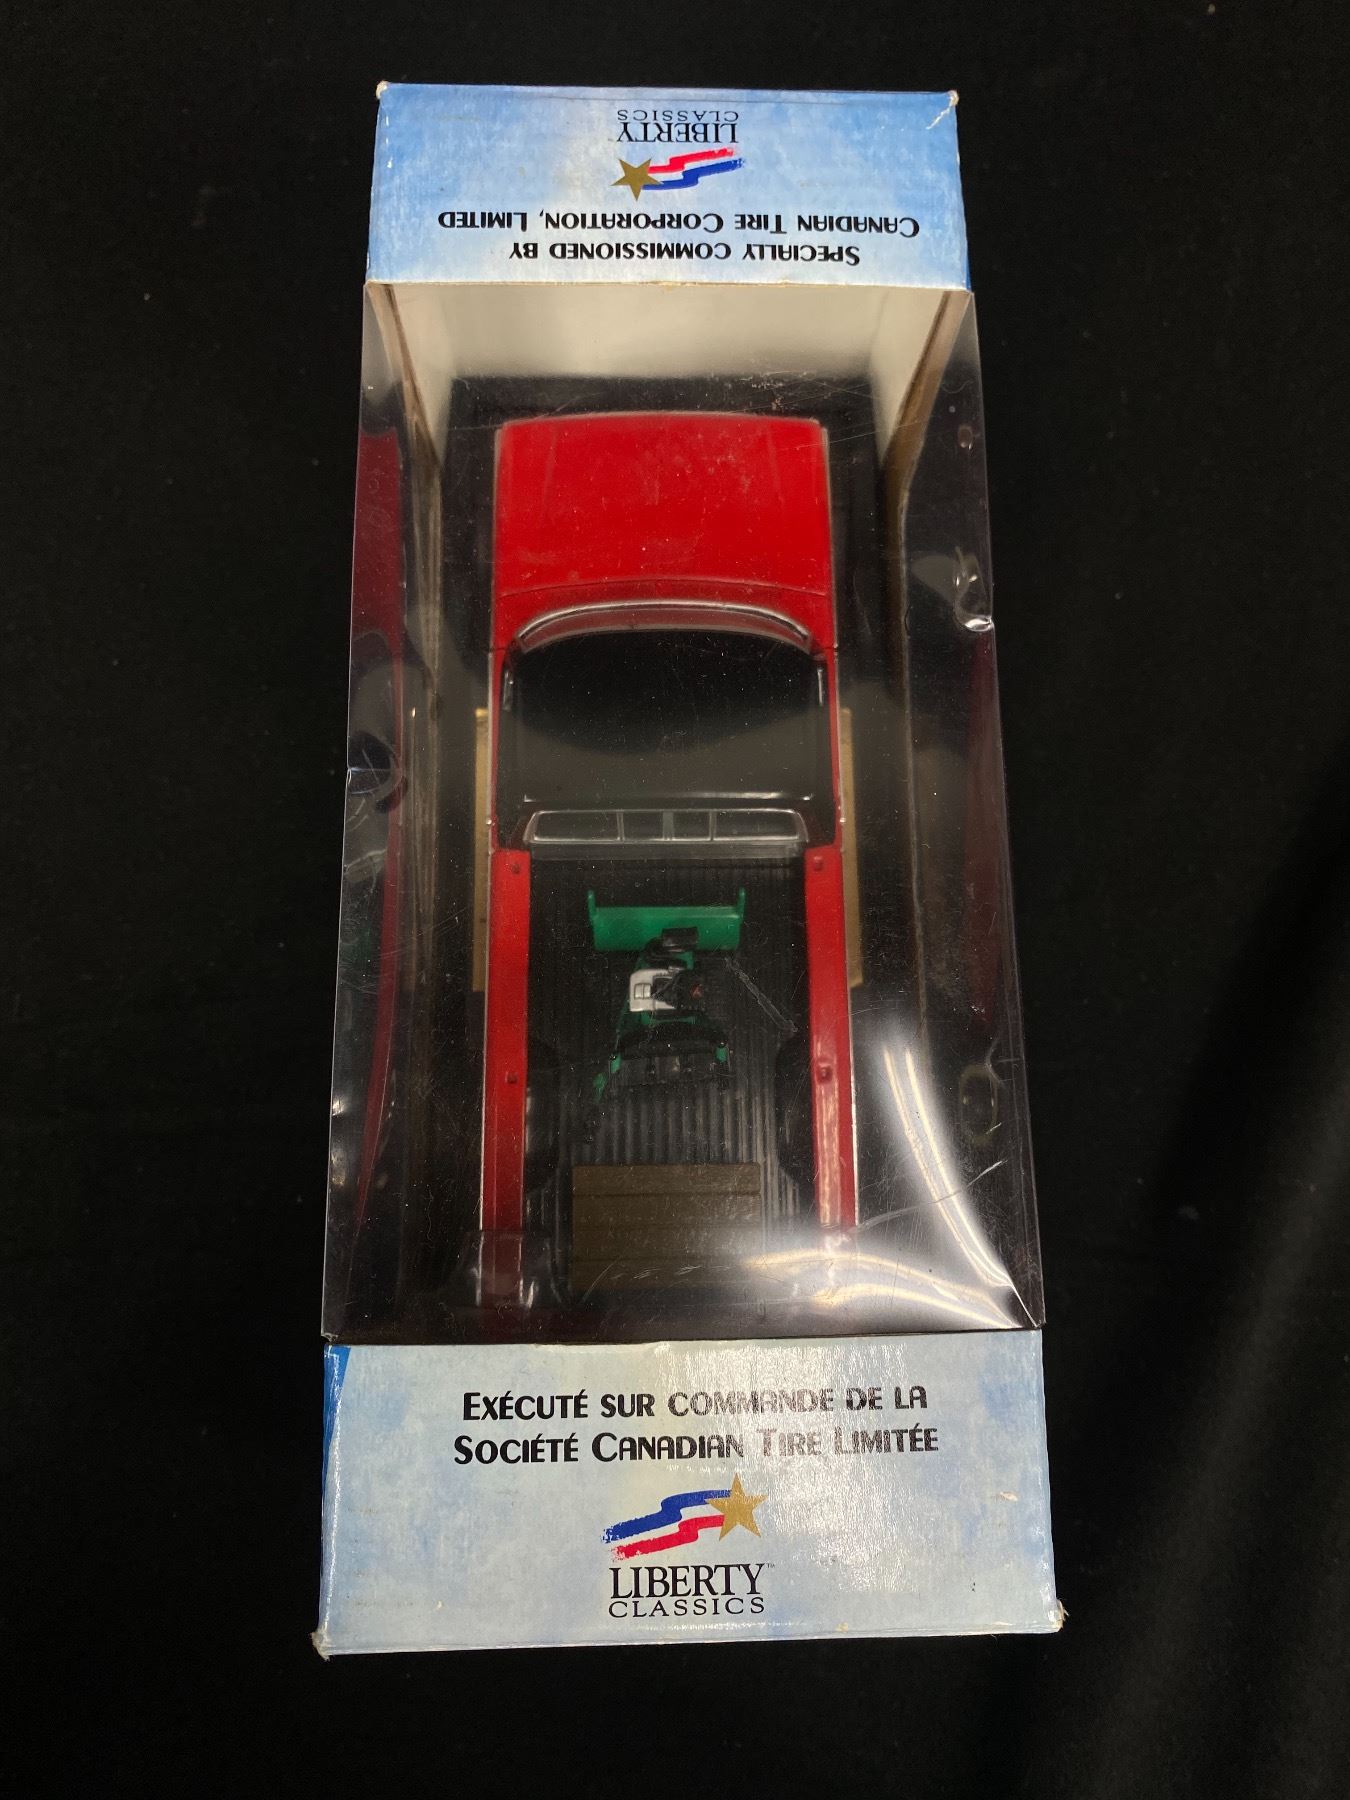 SPECIALLY COMMISSIONED BY
CANADIAN TIRE CORPORATION, LIMITED
LIBERTY
CLASSICS
EXÉCUTÉ SUR COMMANDE DE LA
SOCIÉTÉ CANADIAN TIRE LIMITÉE
LIBERTY™
CLASSICS